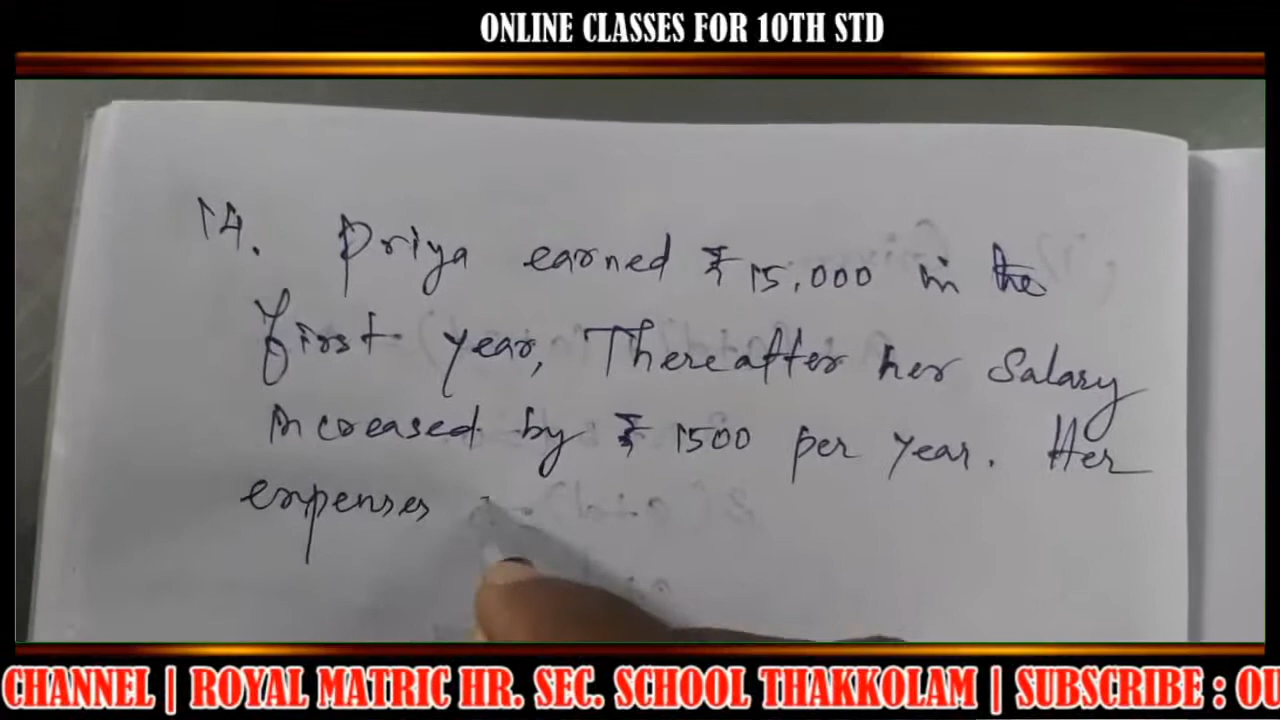 ONLINE CLASSES FOR 10TH STD
14. Priya earned ₹ 15,000 in the
first year, Thereafter her Salary
increased by ₹ 1500 per year. Her
expenses
CHANNEL | ROYAL MATRIC HR. SEC. SCHOOL THAKKOLAM | SUBSCRIBE : OU